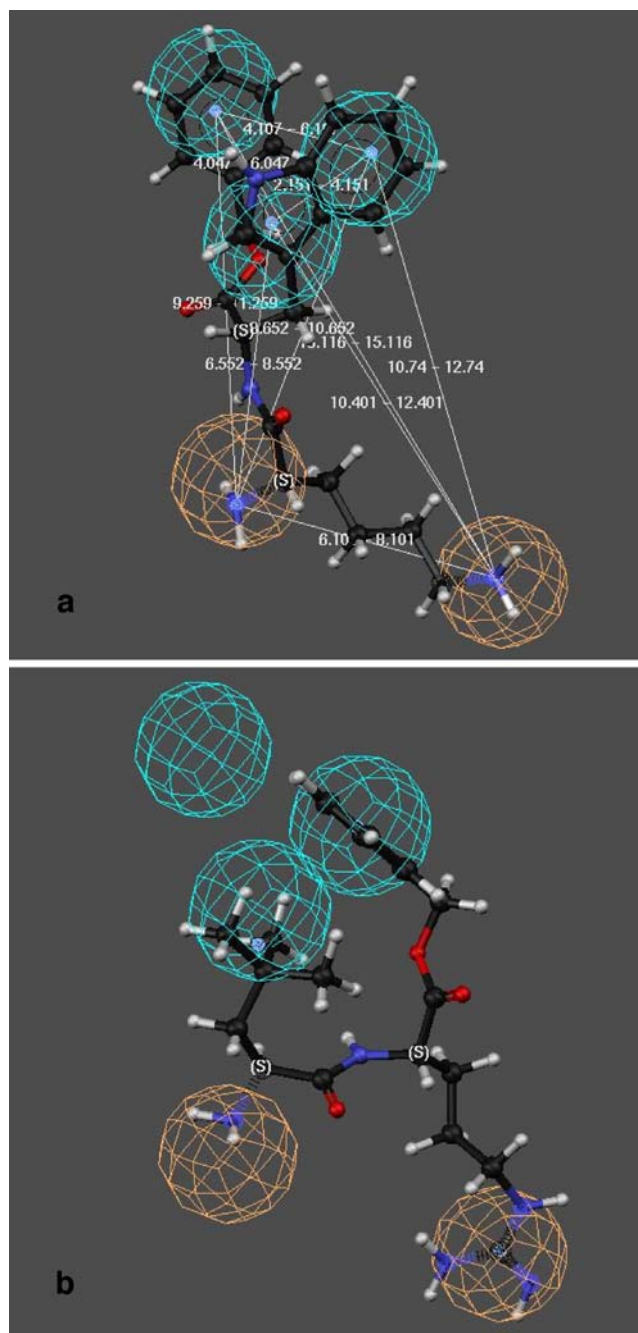 4.107 – 6.1
4.047 6.047
2.151 – 4.151
9.259 1.259
(S)
8.652 – 10.652
13.116 – 15.116
6.552 – 8.552
10.74 – 12.74
10.401 – 12.401
(S)
6.10 8.101
a
(S)
(S)
b